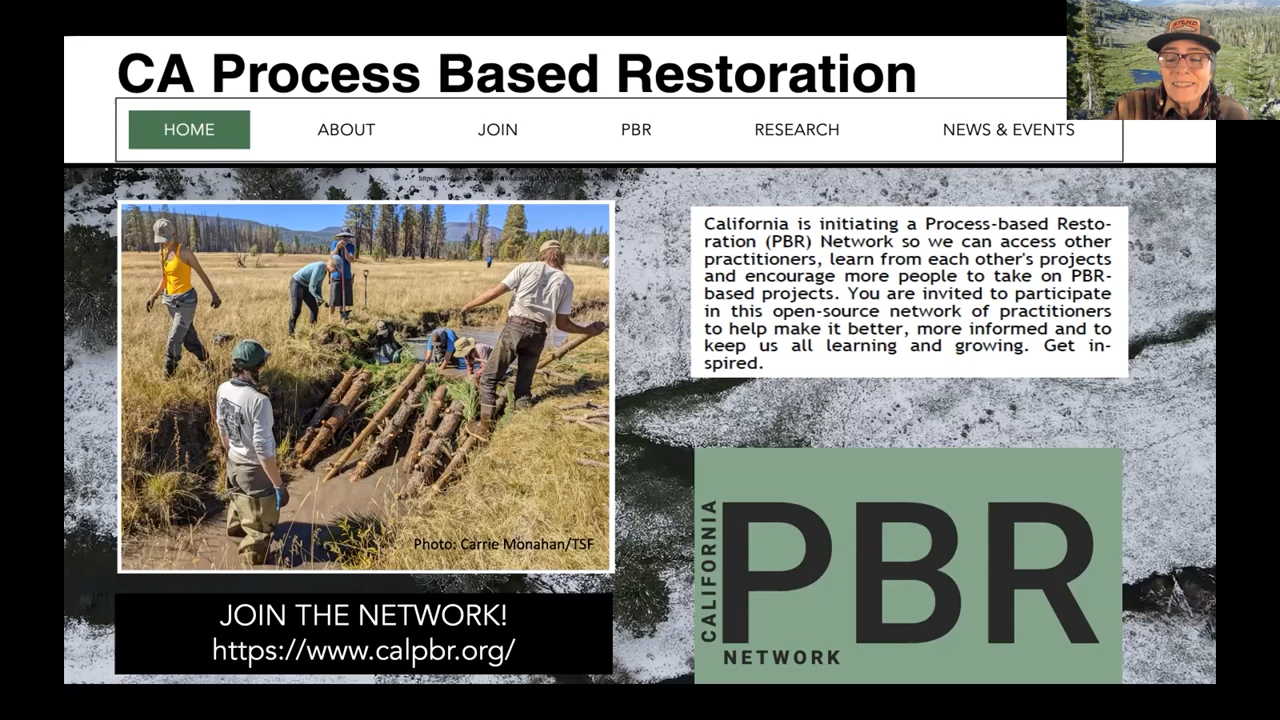 CA Process Based Restoration
HOME ABOUT JOIN PBR RESEARCH NEWS & EVENTS
California is initiating a Process-based Resto-
ration (PBR) Network so we can access other
practitioners, learn from each other's projects
and encourage more people to take on PBR-
based projects. You are invited to participate
in this open-source network of practitioners
to help make it better, more informed and to
keep us all learning and growing. Get in-
spired.
Photo: Carrie Monahan/TSF
JOIN THE NETWORK!
https://www.calpbr.org/
CALIFORNIA
PBR
NETWORK